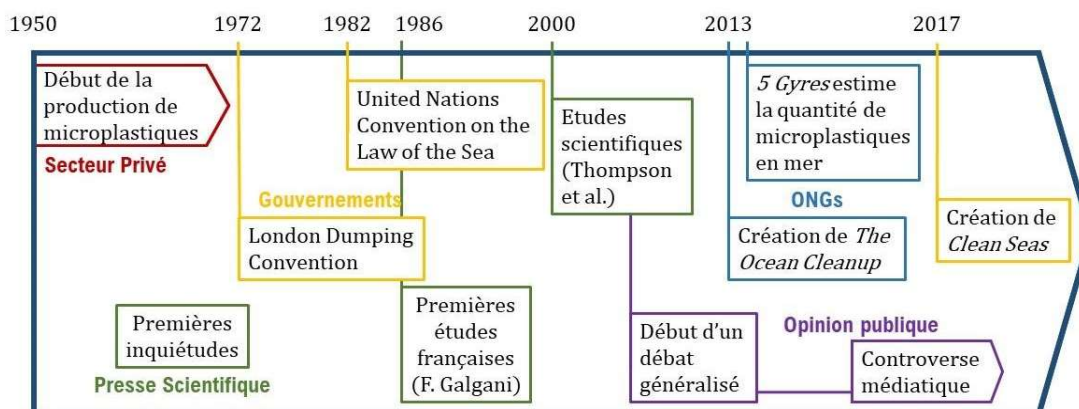 1950 1972 1982 1986 2000 2013 2017
Début de la
production de
microplastiques
Secteur Privé
United Nations
Convention on the
Law of the Sea
Etudes
scientifiques
(Thompson
et al.)
5 Gyres estime
la quantité de
microplastiques
en mer
Gouvernements
ONGs
London Dumping
Convention
Création de The
Ocean Cleanup
Création de
Clean Seas
Premières
inquiétudes
Presse Scientifique
Premières
études
françaises
(F. Galgani)
Début d’un
débat
généralisé
Opinion publique
Controverse
médiatique